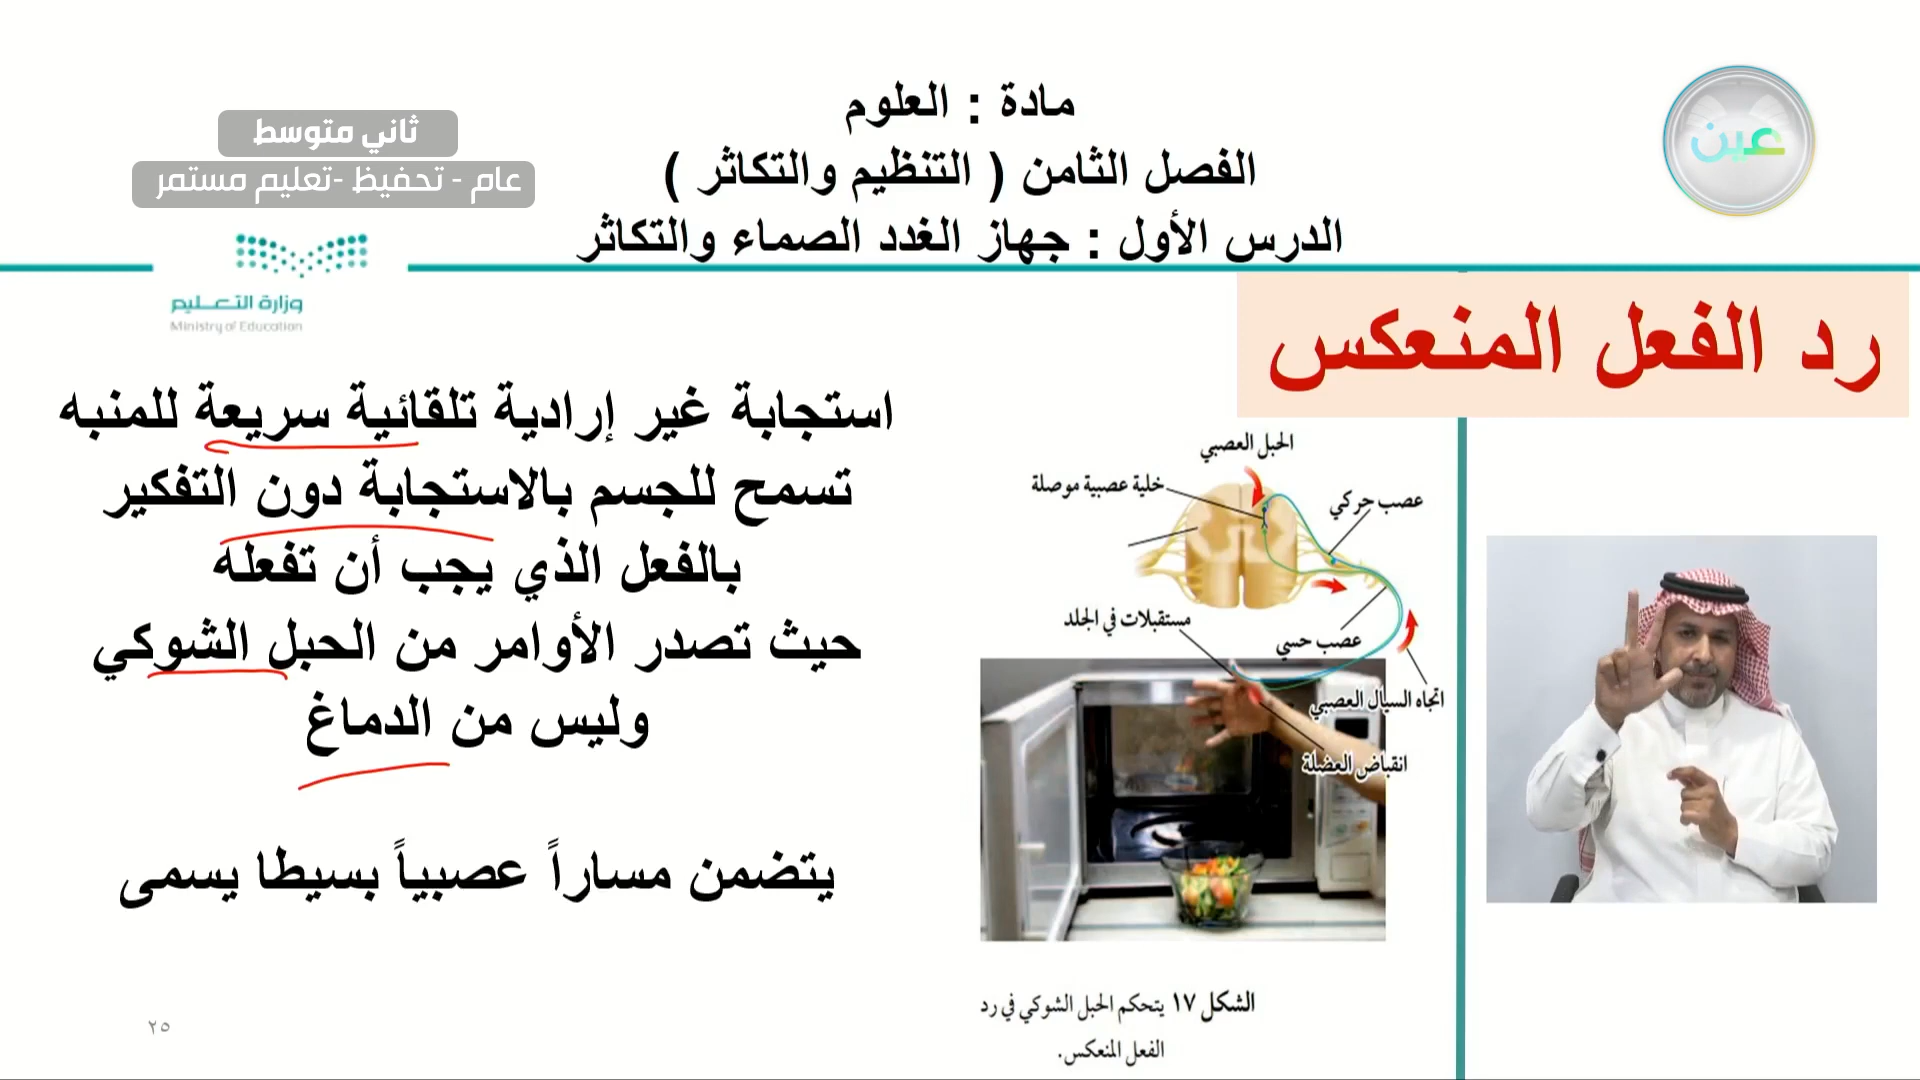 مادة : العلوم
الفصل الثامن ( التنظيم والتكاثر )
الدرس الأول : جهاز الغدد الصماء والتكاثر
عين
ثاني متوسط
عام - تحفيظ -تعليم مستمر
وزارة التعليم
Ministry of Education
رد الفعل المنعكس
استجابة غير إرادية تلقائية سريعة للمنبه
تسمح للجسم بالاستجابة دون التفكير
بالفعل الذي يجب أن تفعله
حيث تصدر الأوامر من الحبل الشوكي
وليس من الدماغ
يتضمن مساراً عصبياً بسيطا يسمى
الحبل العصبي
خلية عصبية موصلة
عصب حركي
مستقبلات في الجلد
عصب حسي
اتجاه السيال العصبي
انقباض العضلة
الشكل ١٧ يتحكم الحبل الشوكي في رد
الفعل المنعكس.
٢٥